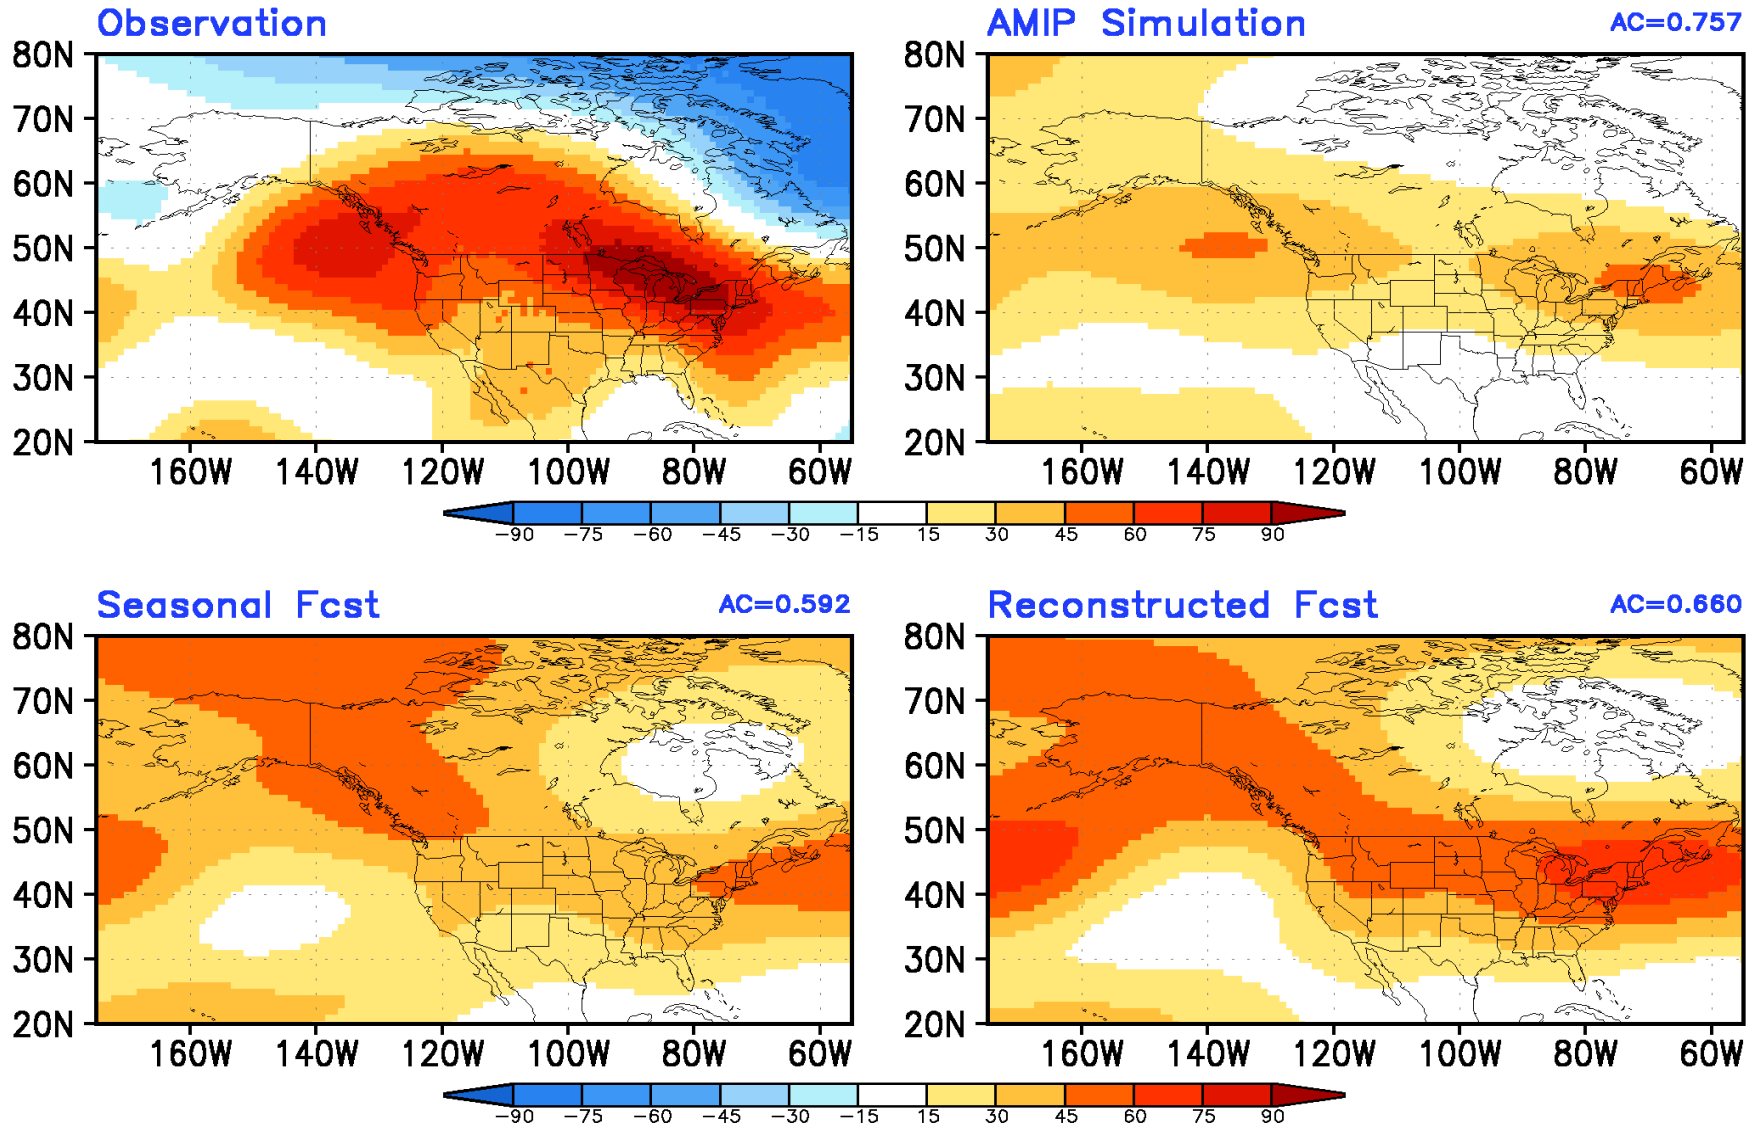 Observation
AMIP Simulation AC=0.757
80N 80N
70N 70N
60N 60N
50N 50N
40N 40N
30N 30N
20N 20N
160W 140W 120W 100W 80W 60W 160W 140W 120W 100W 80W 60W
−90 −75 −60 −45 −30 −15 15 30 45 60 75 90
Seasonal Fcst AC=0.592
Reconstructed Fcst AC=0.660
80N 80N
70N 70N
60N 60N
50N 50N
40N 40N
30N 30N
20N 20N
160W 140W 120W 100W 80W 60W 160W 140W 120W 100W 80W 60W
−90 −75 −60 −45 −30 −15 15 30 45 60 75 90